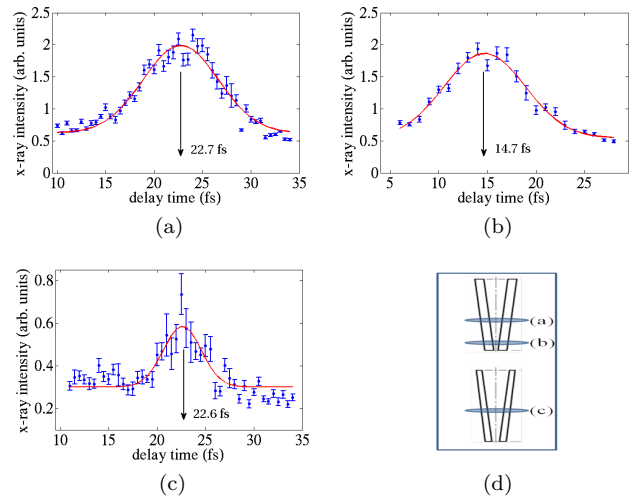 2.5
2
1.5
1
0.5
0
10 15 20 25 30 35
x-ray intensity (arb. units)
delay time (fs)
22.7 fs
(a)
2.5
2
1.5
1
0.5
0
5 10 15 20 25
x-ray intensity (arb. units)
delay time (fs)
14.7 fs
(b)
0.8
0.6
0.4
0.2
10 15 20 25 30 35
x-ray intensity (arb. units)
delay time (fs)
22.6 fs
(c)
(a)
(b)
(c)
(d)